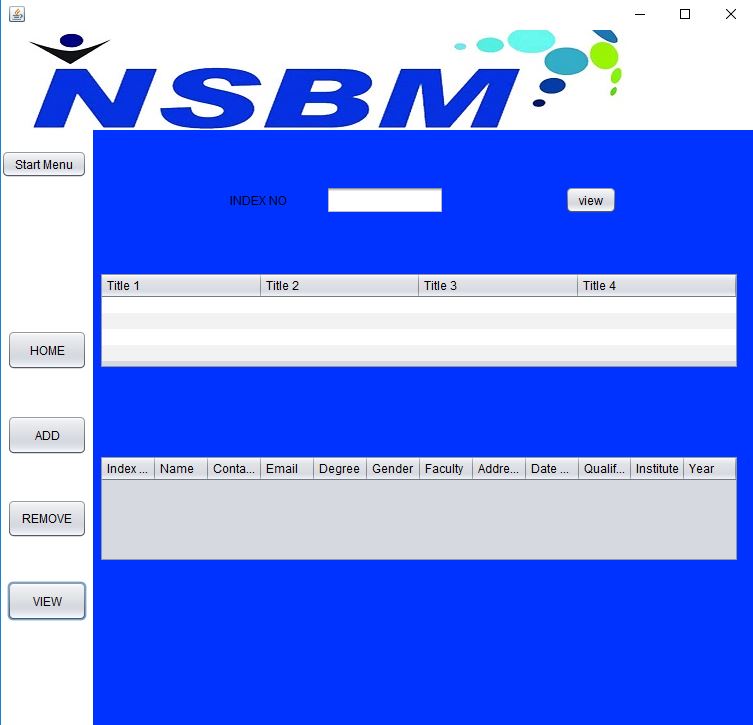 NSBM
Start Menu
INDEX NO
view
Title 1 Title 2 Title 3 Title 4
HOME
ADD
Index ... Name Conta... Email Degree Gender Faculty Addre... Date ... Qualif... Institute Year
REMOVE
VIEW